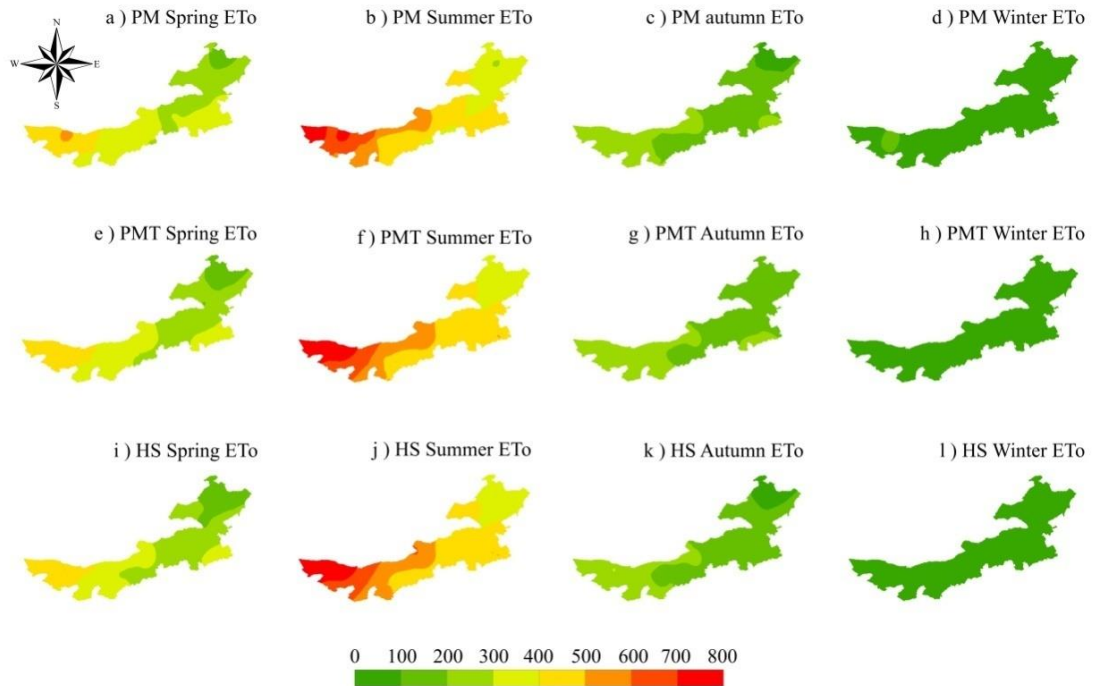 a ) PM Spring ETo
b ) PM Summer ETo
c ) PM autumn ETo
d ) PM Winter ETo
N
W
E
S
e ) PMT Spring ETo
f ) PMT Summer ETo
g ) PMT Autumn ETo
h ) PMT Winter ETo
i ) HS Spring ETo
j ) HS Summer ETo
k ) HS Autumn ETo
l ) HS Winter ETo
0 100 200 300 400 500 600 700 800